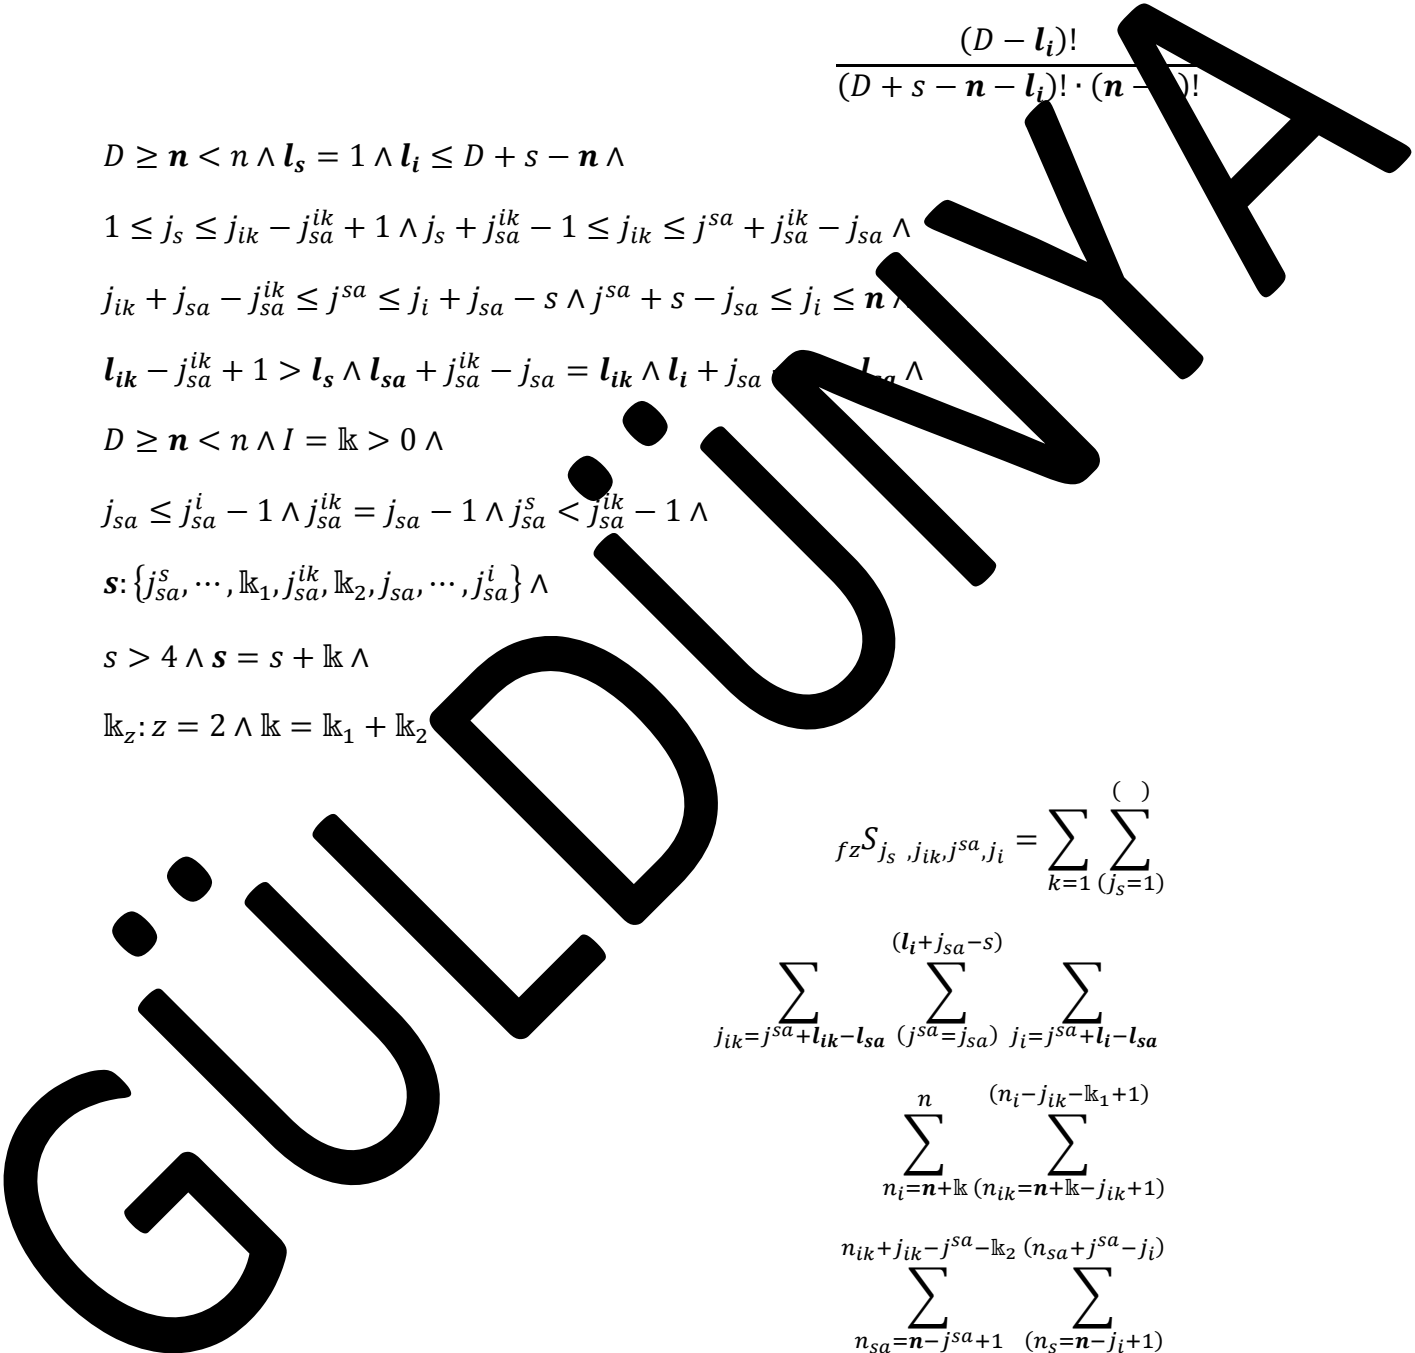 (D − l_i)!
(D + s − n − l_i)! · (n − )!
D ≥ n < n ∧ l_s = 1 ∧ l_i ≤ D + s − n ∧
1 ≤ j_s ≤ j_ik − j_sa^ik + 1 ∧ j_s + j_sa^ik − 1 ≤ j_ik ≤ j^sa + j_sa^ik − j_sa ∧
j_ik + j_sa − j_sa^ik ≤ j^sa ≤ j_i + j_sa − s ∧ j^sa + s − j_sa ≤ j_i ≤ n ∧
l_ik − j_sa^ik + 1 > l_s ∧ l_sa + j_sa^ik − j_sa = l_ik ∧ l_i + j_sa l_sa ∧
D ≥ n < n ∧ I = 𝕜 > 0 ∧
j_sa ≤ j_sa^i − 1 ∧ j_sa^ik = j_sa − 1 ∧ j_sa^s < j_sa^ik − 1 ∧
s: {j_sa^s, ⋯ , 𝕜_1, j_sa^ik, 𝕜_2, j_sa, ⋯ , j_sa^i} ∧
s > 4 ∧ s = s + 𝕜 ∧
𝕜_z: z = 2 ∧ 𝕜 = 𝕜_1 + 𝕜_2
( )
fzS_{j_s ,j_ik,j^sa,j_i} = ∑ ∑
k=1 (j_s=1)
(l_i+j_sa−s)
∑ ∑ ∑
j_ik=j^sa+l_ik−l_sa (j^sa=j_sa) j_i=j^sa+l_i−l_sa
n (n_i−j_ik−𝕜_1+1)
∑ ∑
n_i=n+𝕜 (n_ik=n+𝕜−j_ik+1)
n_ik+j_ik−j^sa−𝕜_2 (n_sa+j^sa−j_i)
∑ ∑
n_sa=n−j^sa+1 (n_s=n−j_i+1)
GÜLDÜNYA